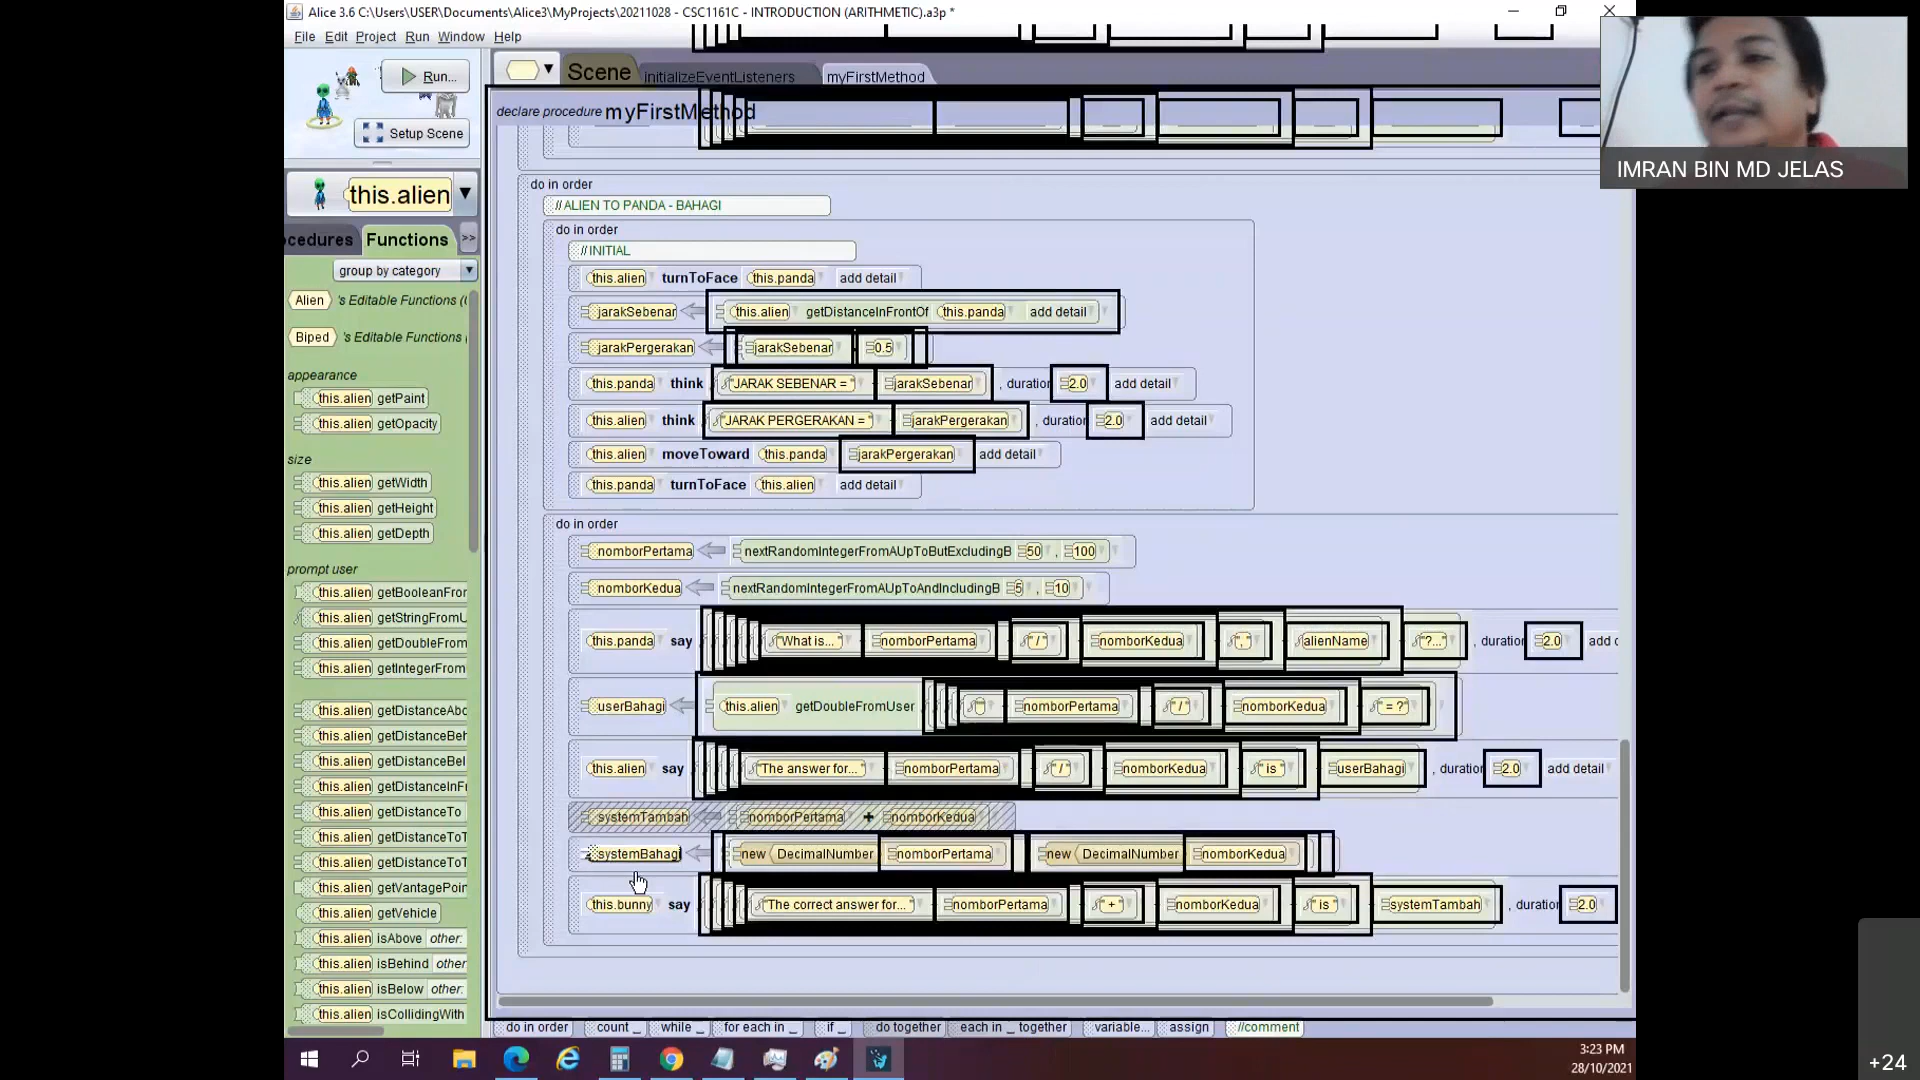 Alice 3.6 C:\Users\USER\Documents\Alice3\MyProjects\20211028 - CSC1161C - INTRODUCTION (ARITHMETIC).a3p *
File Edit Project Run Window Help
Run...
Setup Scene
Scene initializeEventListeners myFirstMethod
declare procedure myFirstMethod
IMRAN BIN MD JELAS
this.alien
Functions
group by category
Alien 's Editable Functions
Biped 's Editable Functions
appearance
this.alien getPaint
this.alien getOpacity
size
this.alien getWidth
this.alien getHeight
this.alien getDepth
prompt user
this.alien getBooleanFror
this.alien getStringFromU
this.alien getDoubleFrom
this.alien getIntegerFrom
this.alien getDistanceAbo
this.alien getDistanceBeh
this.alien getDistanceBel
this.alien getDistanceInFr
this.alien getDistanceTo
this.alien getDistanceToT
this.alien getDistanceToT
this.alien getVantagePoin
this.alien getVehicle
this.alien isAbove other:
this.alien isBehind other
this.alien isBelow other:
this.alien isCollidingWith
do in order
//ALIEN TO PANDA - BAHAGI
do in order
//INITIAL
this.alien turnToFace this.panda add detail
jarakSebenar this.alien getDistanceInFrontOf this.panda add detail
jarakPergerakan jarakSebenar 0.5
this.panda think "JARAK SEBENAR = " jarakSebenar , duration 2.0 add detail
this.alien think "JARAK PERGERAKAN = " jarakPergerakan , duration 2.0 add detail
this.alien moveToward this.panda jarakPergerakan add detail
this.panda turnToFace this.alien add detail
do in order
nomborPertama nextRandomIntegerFromAUpToButExcludingB 50 , 100
nomborKedua nextRandomIntegerFromAUpToAndIncludingB 5 , 10
this.panda say "What is..." nomborPertama " / " nomborKedua ", " alienName "?..." , duration 2.0 add d
userBahagi this.alien getDoubleFromUser "" nomborPertama " / " nomborKedua " = ?"
this.alien say "The answer for..." nomborPertama " / " nomborKedua " is " userBahagi , duration 2.0 add detail
systemTambah nomborPertama + nomborKedua
systemBahagi new DecimalNumber nomborPertama new DecimalNumber nomborKedua
this.bunny say "The correct answer for..." nomborPertama " + " nomborKedua " is " systemTambah , duration 2.0
do in order count _ while _ for each in _ if _ do together each in _ together variable... assign //comment
3:23 PM
28/10/2021
+24